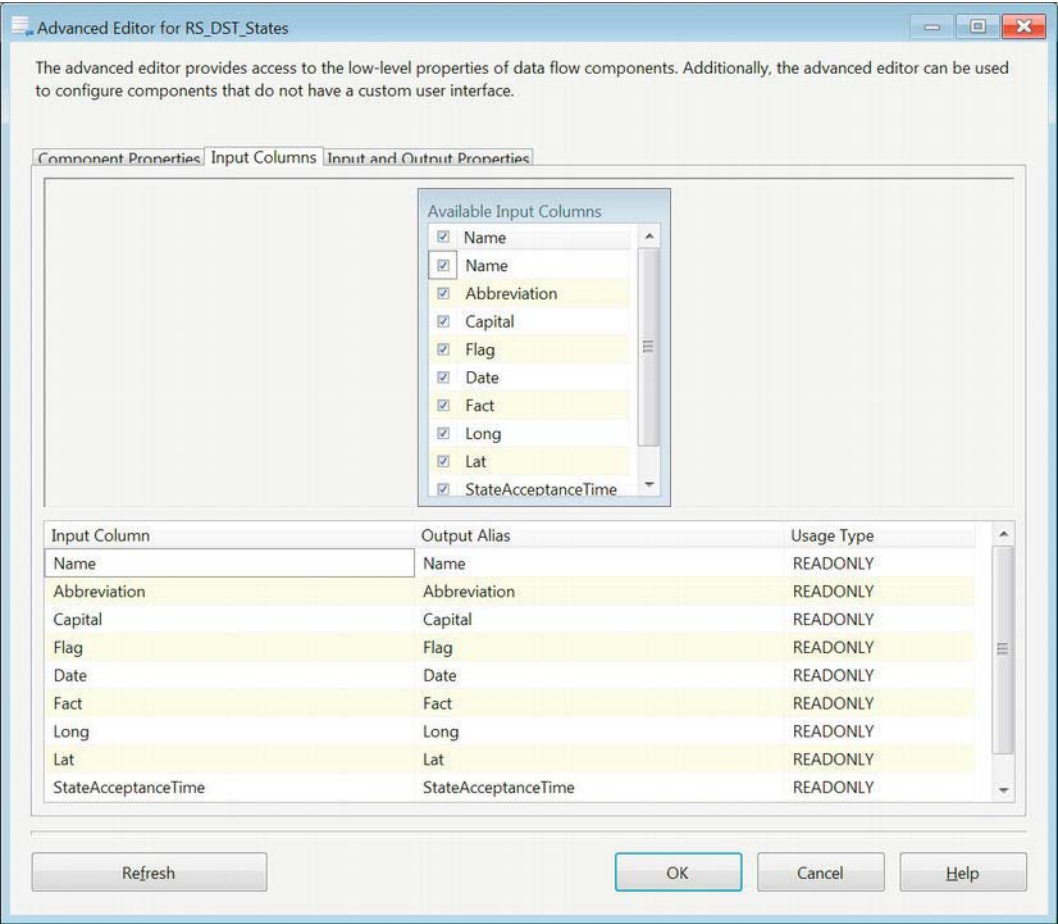 Advanced Editor for RS_DST_States
The advanced editor provides access to the low-level properties of data flow components. Additionally, the advanced editor can be used
to configure components that do not have a custom user interface.
Component Properties Input Columns Input and Output Properties
Available Input Columns
Name
Name
Abbreviation
Capital
Flag
Date
Fact
Long
Lat
StateAcceptanceTime
Input Column Output Alias Usage Type
Name Name READONLY
Abbreviation Abbreviation READONLY
Capital Capital READONLY
Flag Flag READONLY
Date Date READONLY
Fact Fact READONLY
Long Long READONLY
Lat Lat READONLY
StateAcceptanceTime StateAcceptanceTime READONLY
Refresh OK Cancel Help